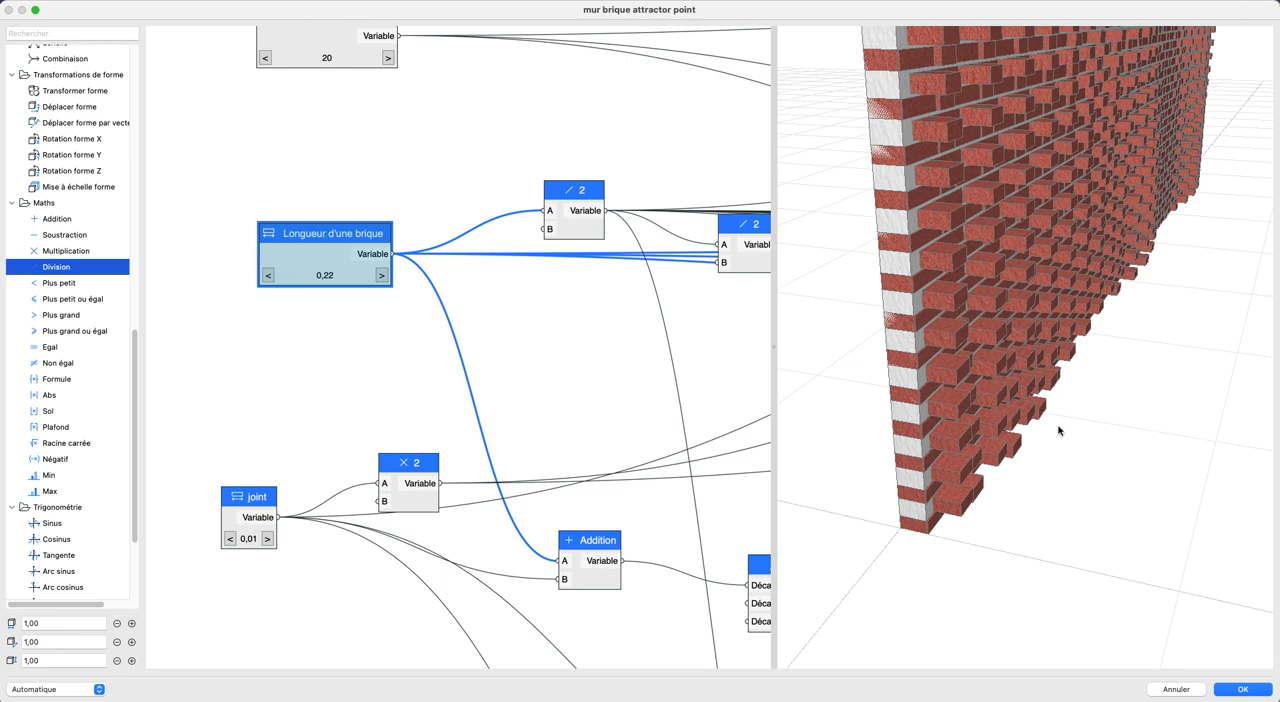 mur brique attractor point
Rechercher
Combinaison
Transformations de forme
Transformer forme
Déplacer forme
Déplacer forme par vecte
Rotation forme X
Rotation forme Y
Rotation forme Z
Mise à échelle forme
Maths
Addition
Soustraction
Multiplication
Division
Plus petit
Plus petit ou égal
Plus grand
Plus grand ou égal
Egal
Non égal
Formule
Abs
Sol
Plafond
Racine carrée
Négatif
Min
Max
Trigonométrie
Sinus
Cosinus
Tangente
Arc sinus
Arc cosinus
1,00
1,00
1,00
Automatique
Variable
< 20 >
/ 2
A Variable
B
Longueur d'une brique
Variable
< 0,22 >
/ 2
A Variabl
B
× 2
A Variable
B
joint
Variable
< 0,01 >
+ Addition
A Variable
B
Déca
Déca
Déca
Annuler
OK